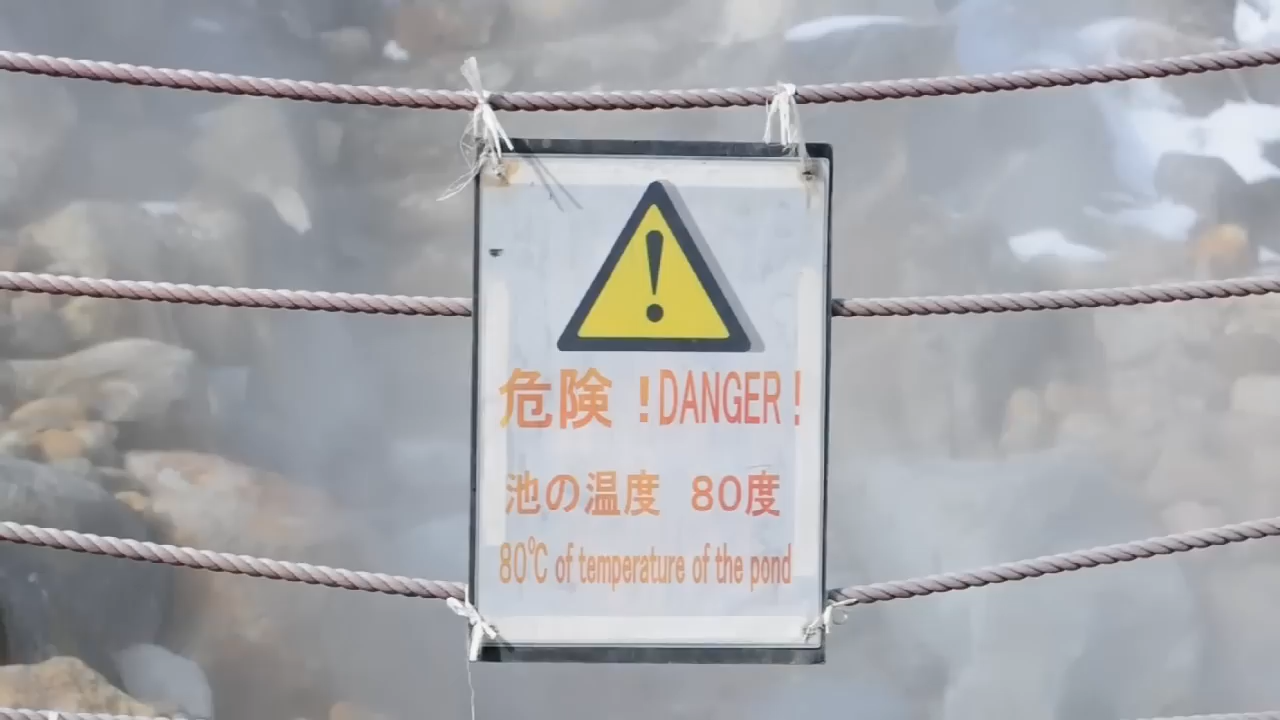 危険!DANGER!
池の温度 80度
80℃ of temperature of the pond